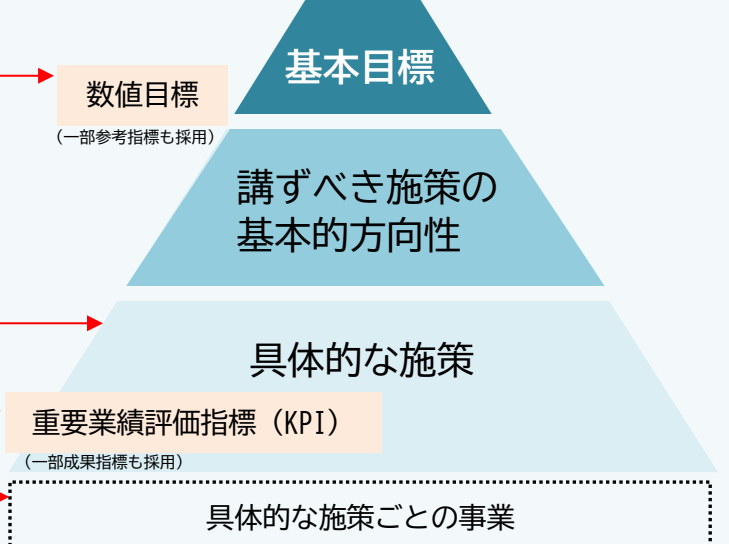 基本目標
数値目標
（一部参考指標も採用）
講ずべき施策の
基本的方向性
具体的な施策
重要業績評価指標（KPI）
（一部成果指標も採用）
具体的な施策ごとの事業